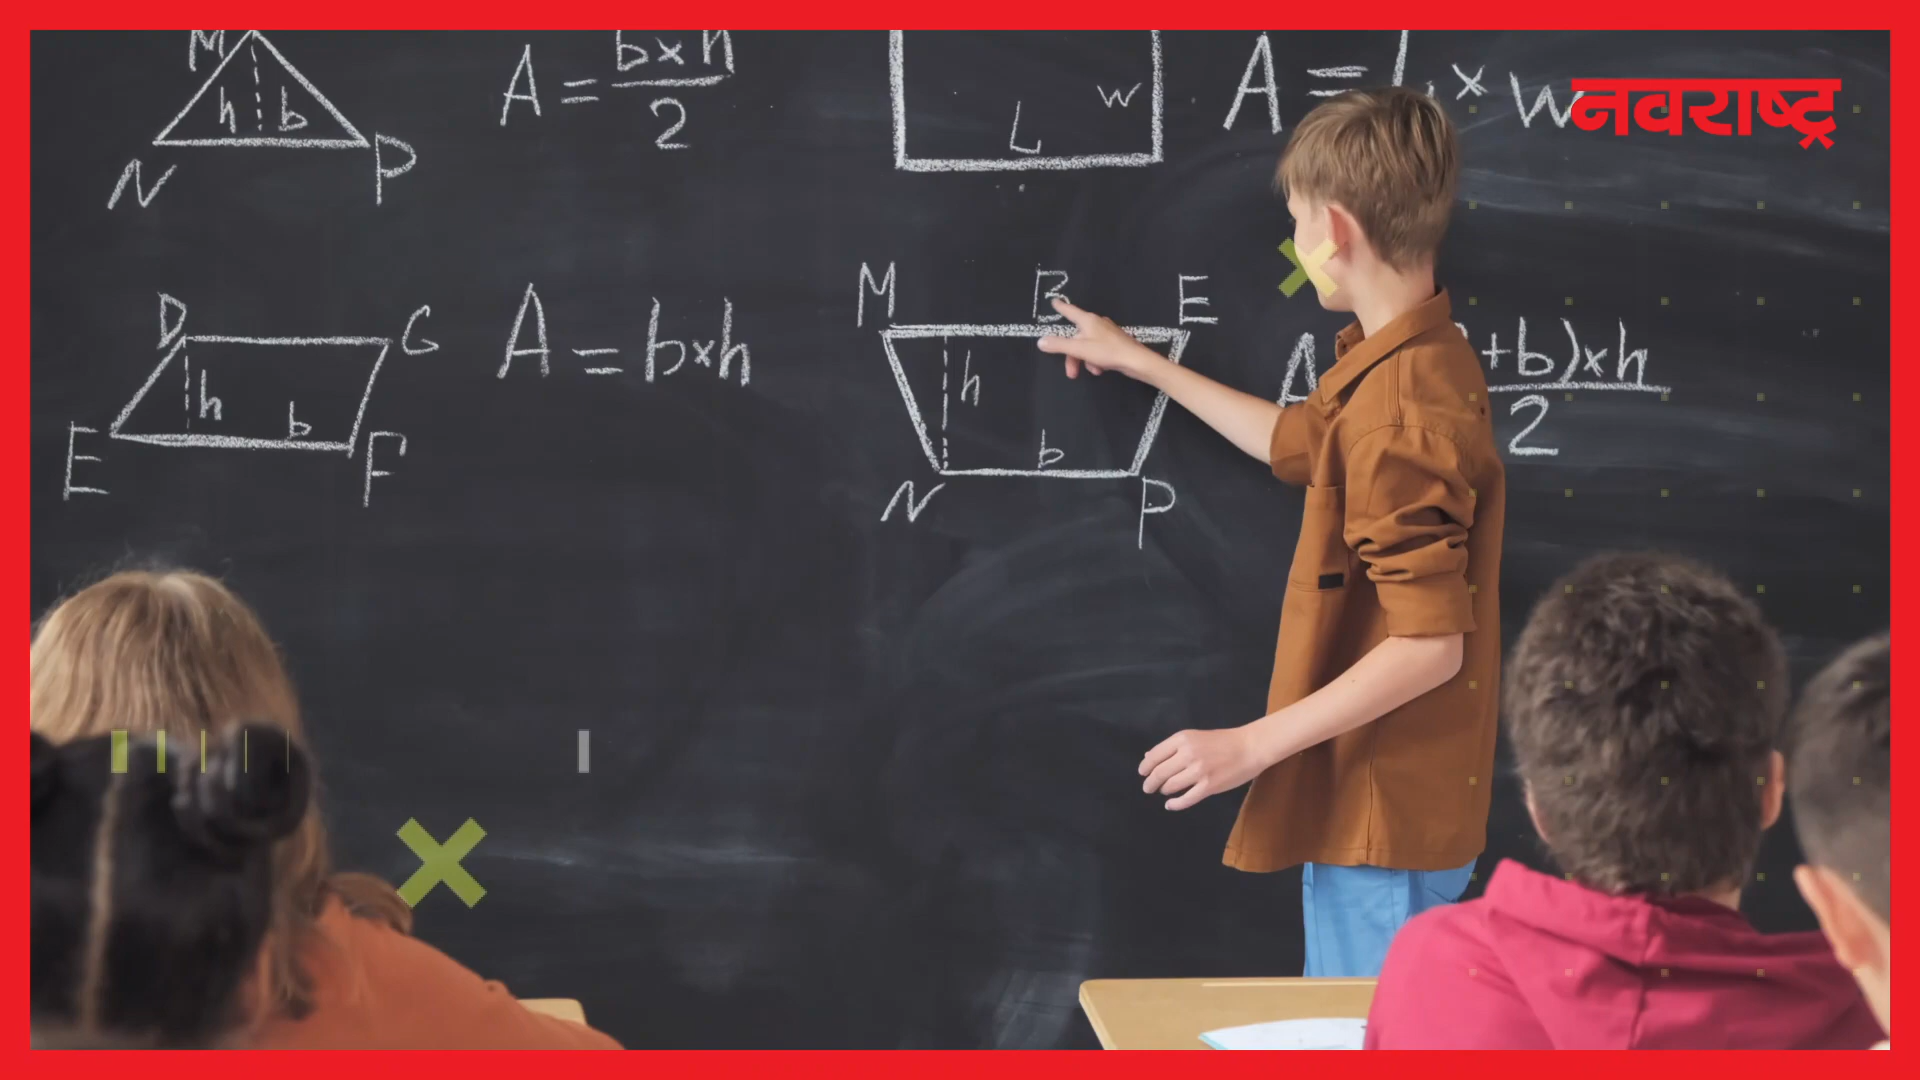 M
h b
N P
A = b×h
2
L
w
A = L × w
नवराष्ट्र
D G
h b
E F
A = b×h
M B E
h
b
N P
A
+b)×h
2